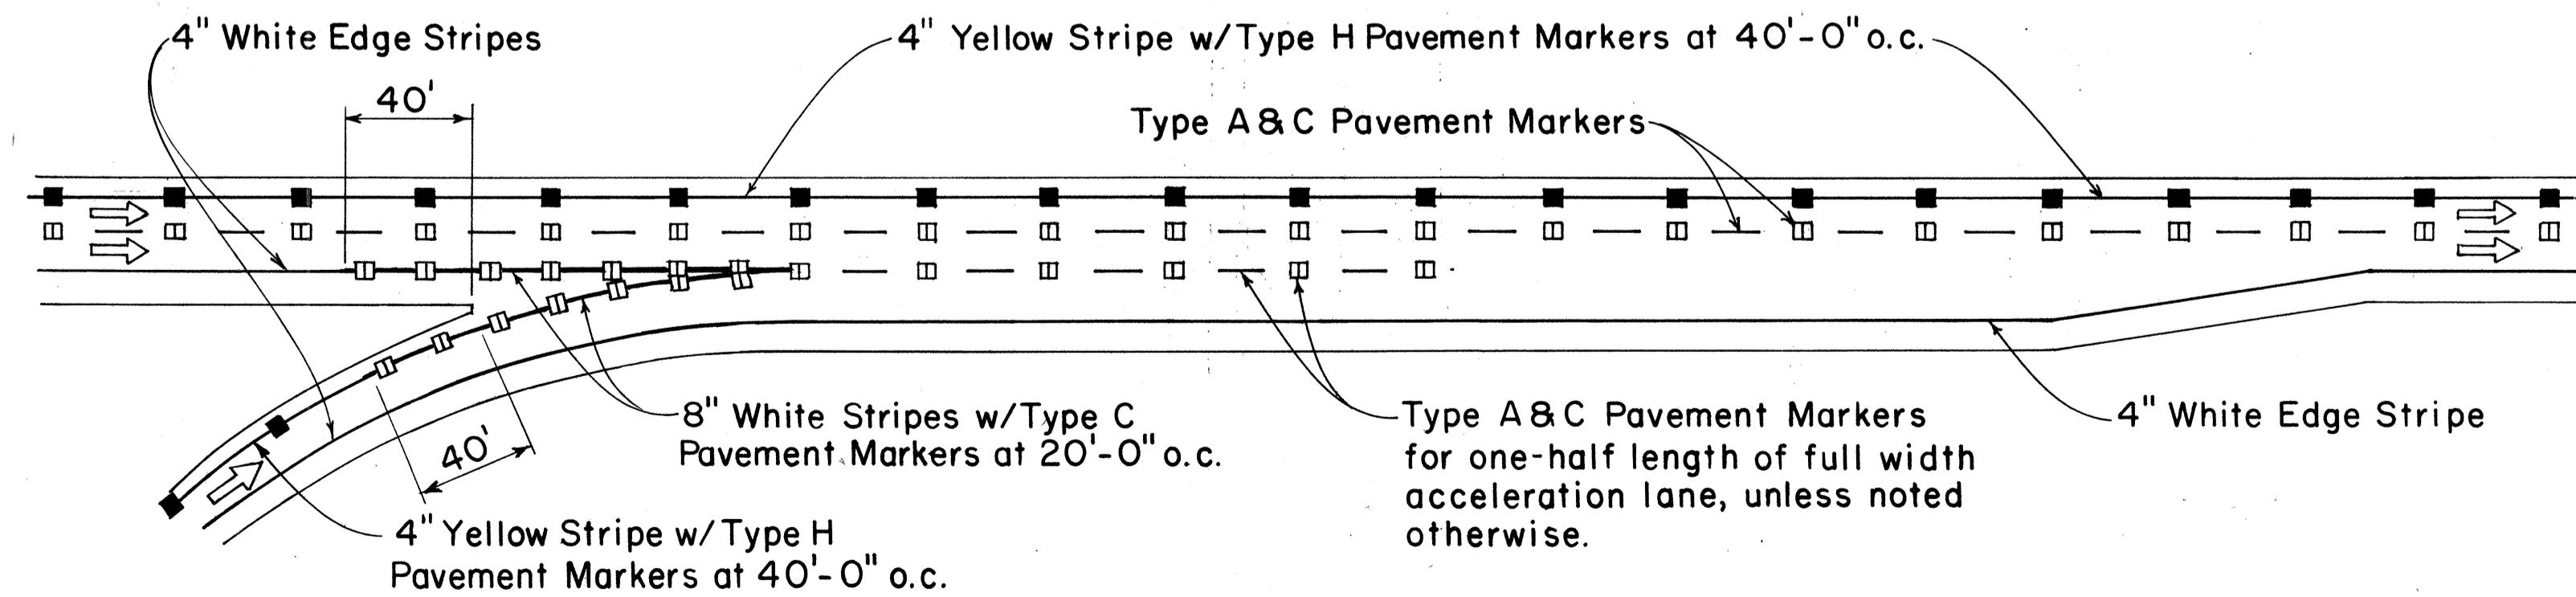 4" White Edge Stripes
4" Yellow Stripe w/Type H Pavement Markers at 40'-0" o.c.
40'
Type A & C Pavement Markers
8" White Stripes w/Type C
Pavement Markers at 20'-0" o.c.
40'
Type A & C Pavement Markers
for one-half length of full width
acceleration lane, unless noted
otherwise.
4" White Edge Stripe
4" Yellow Stripe w/Type H
Pavement Markers at 40'-0" o.c.